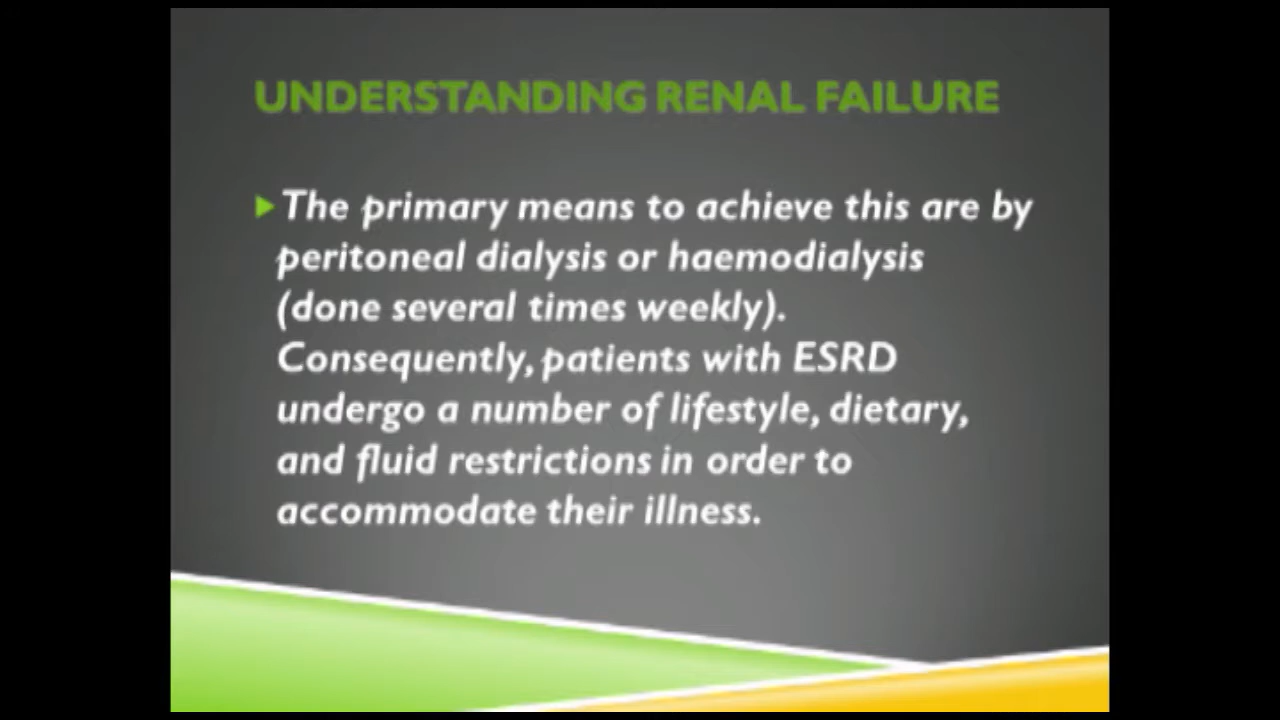 UNDERSTANDING RENAL FAILURE
The primary means to achieve this are by
peritoneal dialysis or haemodialysis
(done several times weekly).
Consequently, patients with ESRD
undergo a number of lifestyle, dietary,
and fluid restrictions in order to
accommodate their illness.